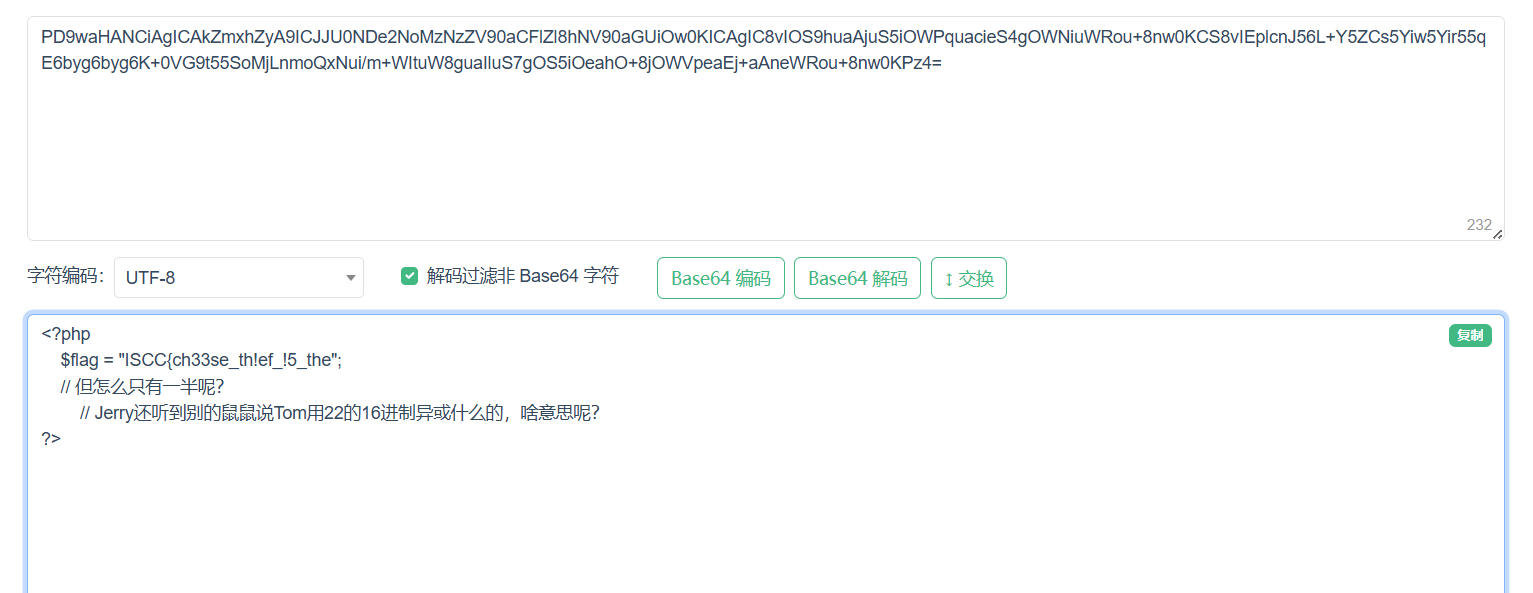 PD9waHANCiAgICAkZmxhZyA9ICJJU0NDe2NoMzNzZV90aCFlZl8hNV90aGUiOw0KICAgIC8vIOS9huaAjuS5iOWPquacieS4gOWNiuWRou+8nw0KCS8vIEplcnJ56L+Y5ZCs5Yiw5Yir55q
E6byg6byg6K+0VG9t55SoMjLnmoQxNui/m+WItuW8guaIluS7gOS5iOeahO+8jOWVpeaEj+aAneWRou+8nw0KPz4=
232
字符编码：
UTF-8
解码过滤非 Base64 字符
Base64 编码
Base64 解码
↕ 交换
复制
<?php
$flag = "ISCC{ch33se_th!ef_!5_the";
// 但怎么只有一半呢？
// Jerry还听到别的鼠鼠说Tom用22的16进制异或什么的，啥意思呢？
?>